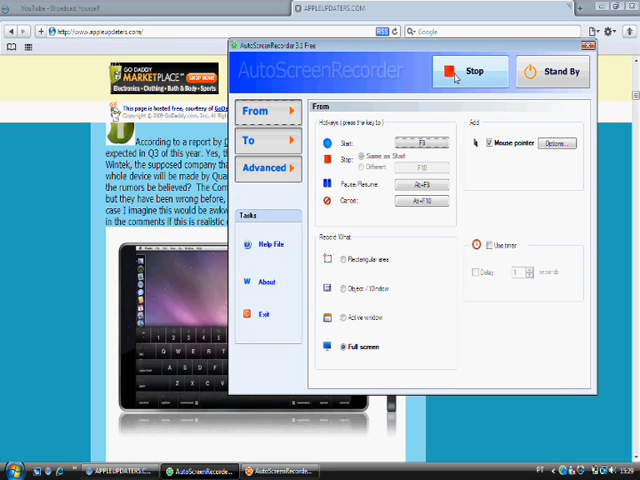 YouTube - Broadcast Yourself
APPLEUPDATERS.COM/
http://www.appleupdaters.com/
RSS
Google
GO DADDY
MARKETPLACE
SHOP NOW
Electronics • Clothing • Bath & Body • Sports
This page is hosted free, courtesy of Go
Copyright © 2009 GoDaddy.com, Inc. All Rights
According to a report by
expected in Q3 of this year. Yes, th
Wintek, the supposed company tha
whole device will be made by Quan
the rumors be believed? The Com
but they have been wrong before,
case I imagine this would be awkw
in the comments if this is realistic o
AutoScreenRecorder 3.1 Free
AutoScreenRecorder
Stop
Stand By
From
To
Advanced
Tasks
Help File
About
Exit
From
Hotkeys ( press the key to )
Start:
F9
Stop:
Same as Start
Different
F10
Pause/Resume:
Alt+F9
Cancel:
Alt+F10
Add
Mouse pointer
Options...
Record What
Rectangular area
Object / Window
Active window
Full screen
Use timer
Delay:
1
seconds
APPLEUPDATERS.C...
AutoScreenRecorde...
AutoScreenRecorde...
PT
15:29